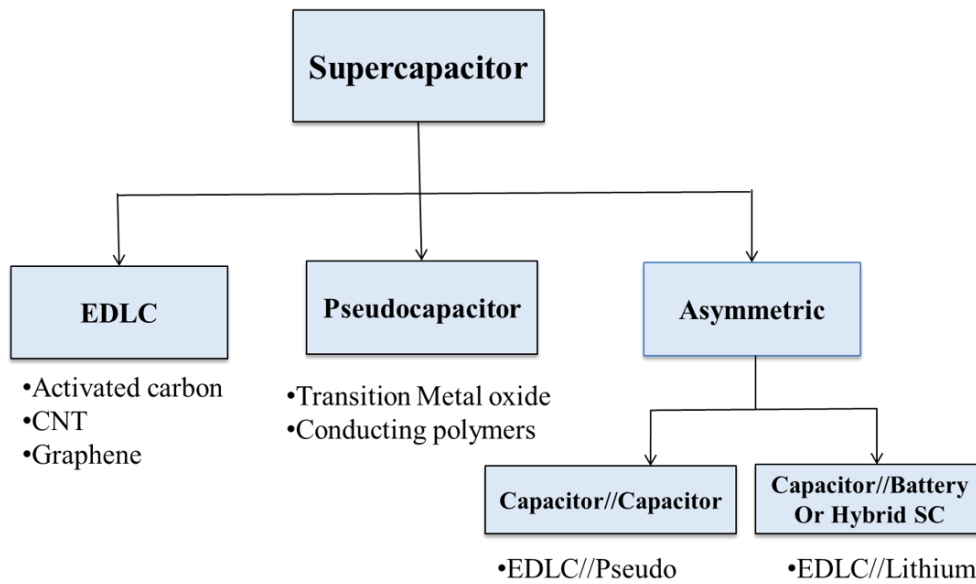 Supercapacitor
EDLC
Pseudocapacitor
Asymmetric
•Activated carbon
•CNT
•Graphene
•Transition Metal oxide
•Conducting polymers
Capacitor//Capacitor
Capacitor//Battery
Or Hybrid SC
•EDLC//Pseudo
•EDLC//Lithium